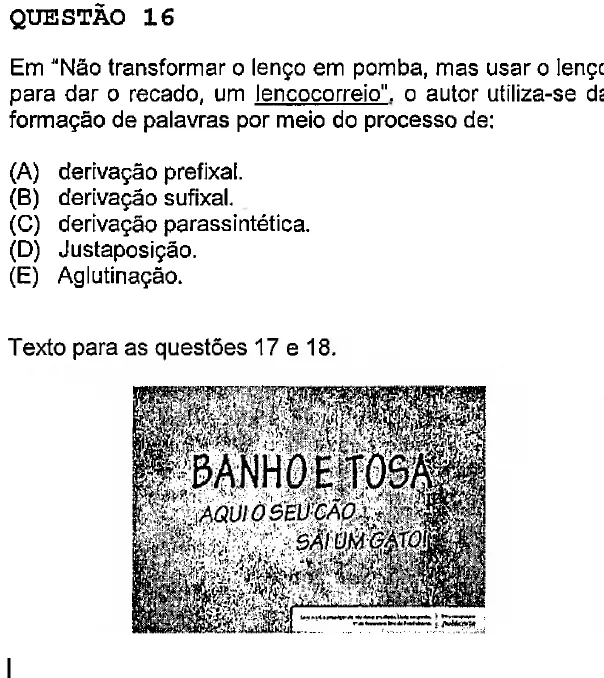 QUESTÃO 16
Em "Não transformar o lenço em pomba, mas usar o lenço
para dar o recado, um lencocorreio", o autor utiliza-se da
formação de palavras por meio do processo de:
(A) derivação prefixal.
(B) derivação sufixal.
(C) derivação parassintética.
(D) Justaposição.
(E) Aglutinação.
Texto para as questões 17 e 18.
BANHO E TOSA
AQUI O SEU CÃO
SAI UM GATO!